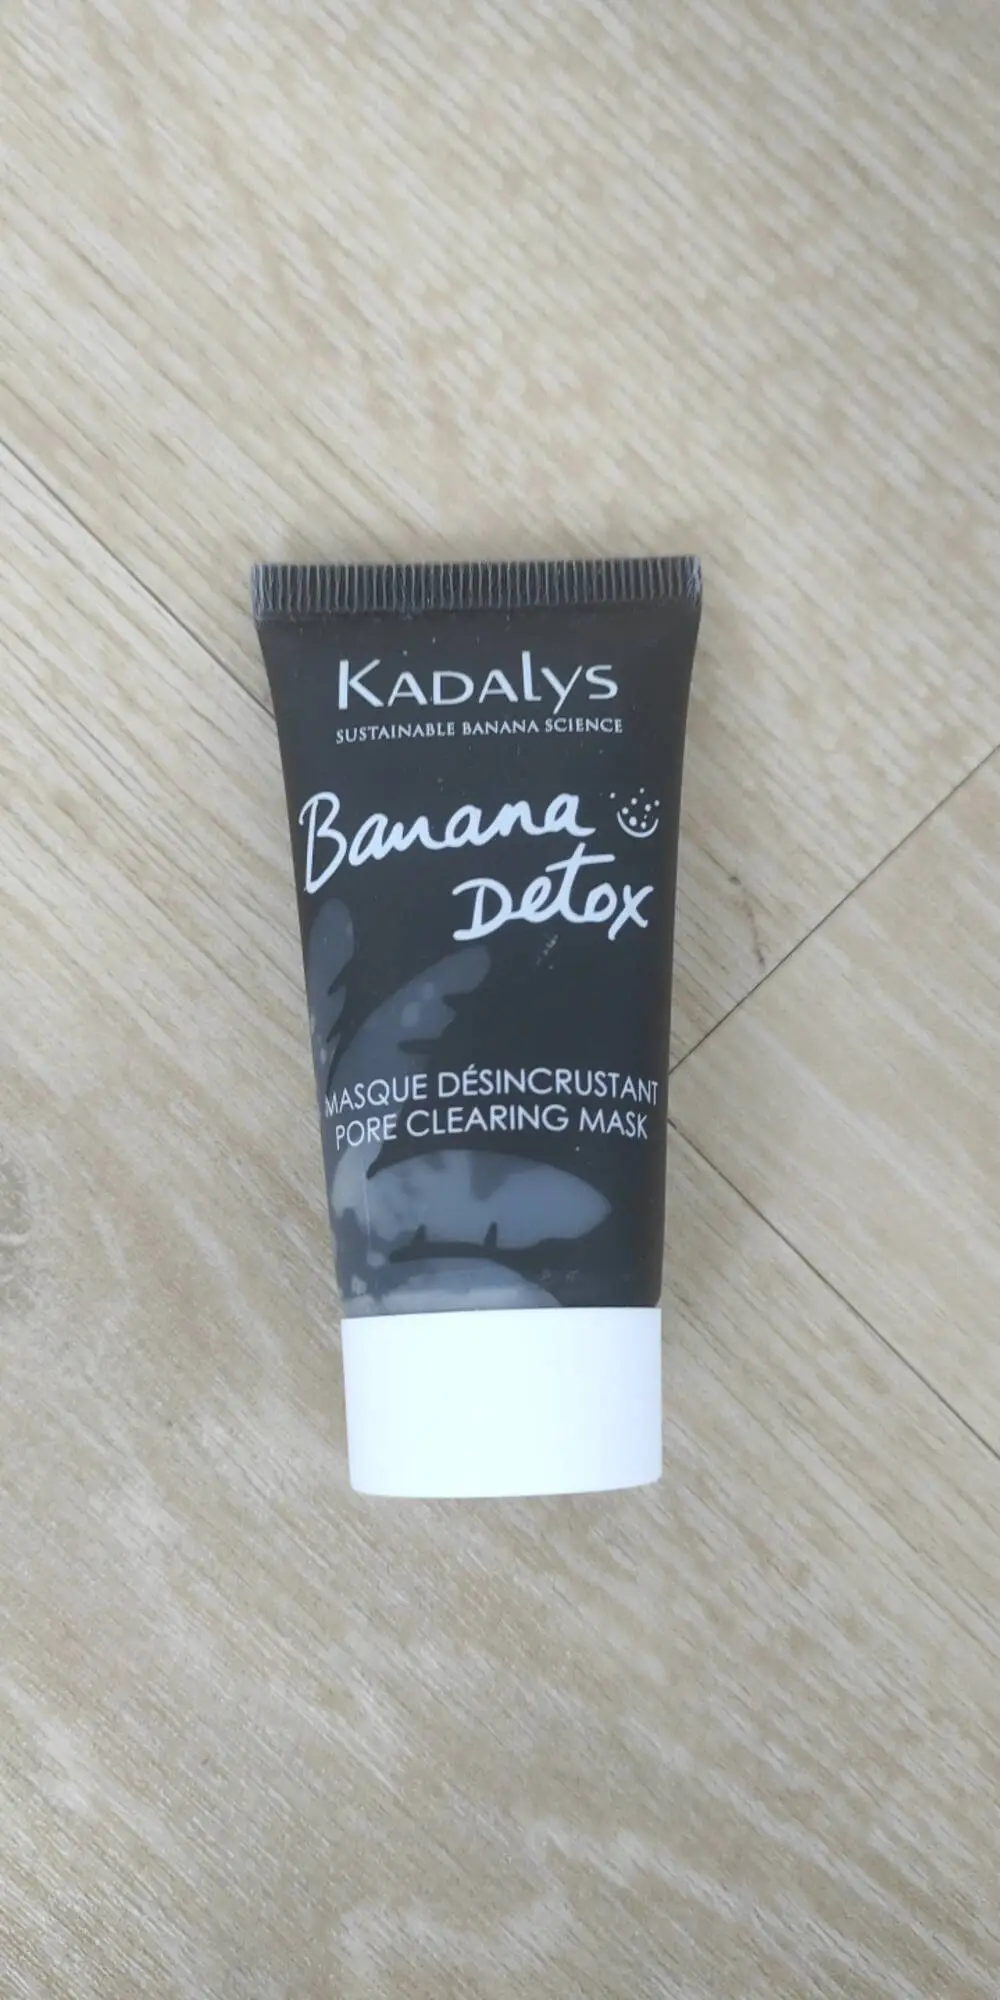 KADALYS
SUSTAINABLE BANANA SCIENCE
Banana
Detox
MASQUE DÉSINCRUSTANT
PORE CLEARING MASK